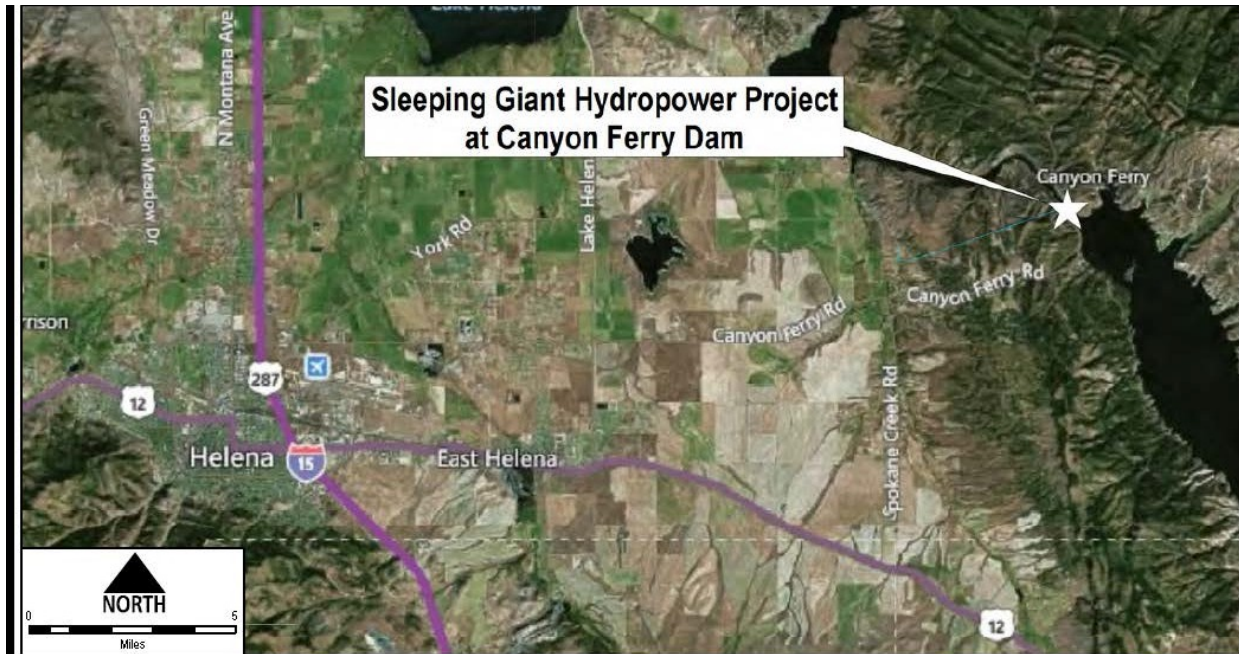 Lake Helena
N Montana Ave
Green Meadow Dr
Sleeping Giant Hydropower Project
at Canyon Ferry Dam
Lake Helen
York Rd
Canyon Ferry
Canyon Ferry Rd
Canyon Ferry Rd
rrison
287
12
Spokane Creek Rd
Helena
15
East Helena
12
NORTH
0
5
Miles